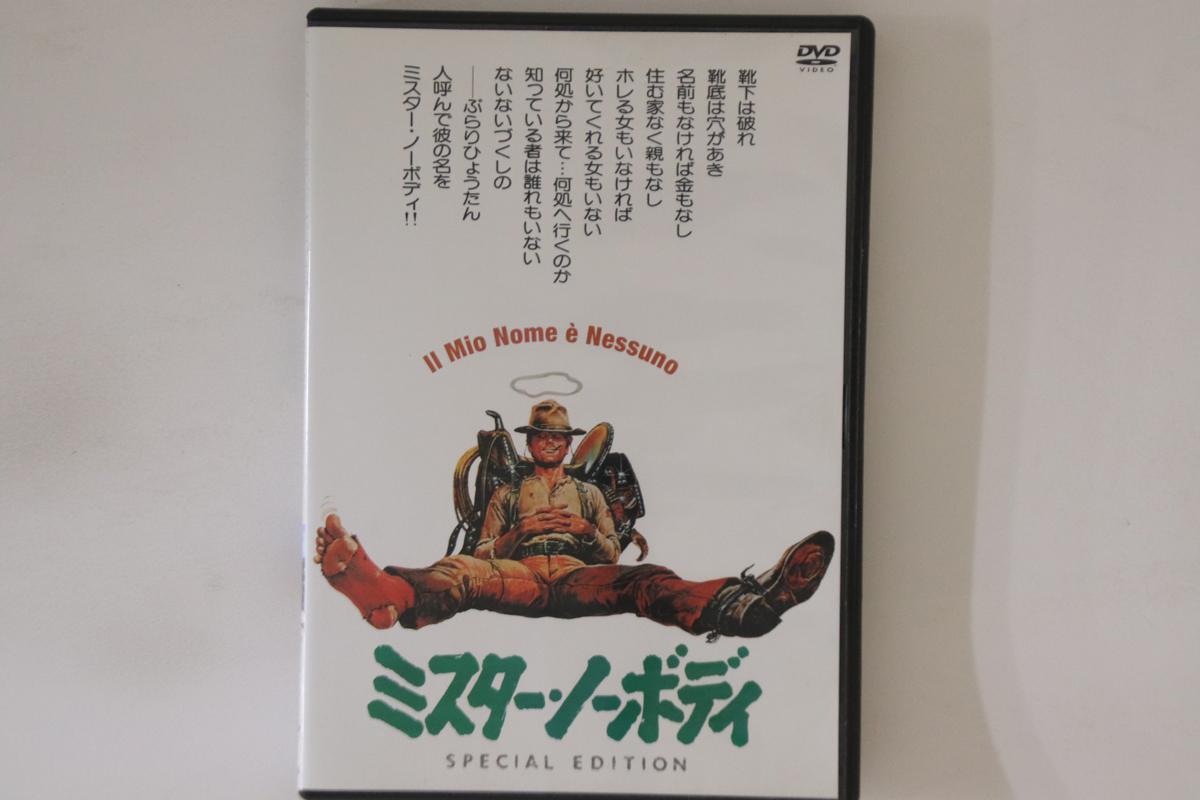 DVD
VIDEO
靴下は破れ
靴底は穴があき
名前もなければ金もなし
住む家なく親もなし
ホレる女もいなければ
好いてくれる女もいない
何処から来て…何処へ行くのか
知っている者は誰れもいない
ないないづくしの
──ぶらりひょうたん
人呼んで彼の名を
ミスター・ノーボディ!!
Il Mio Nome è Nessuno
ミスター・ノーボディ
SPECIAL EDITION